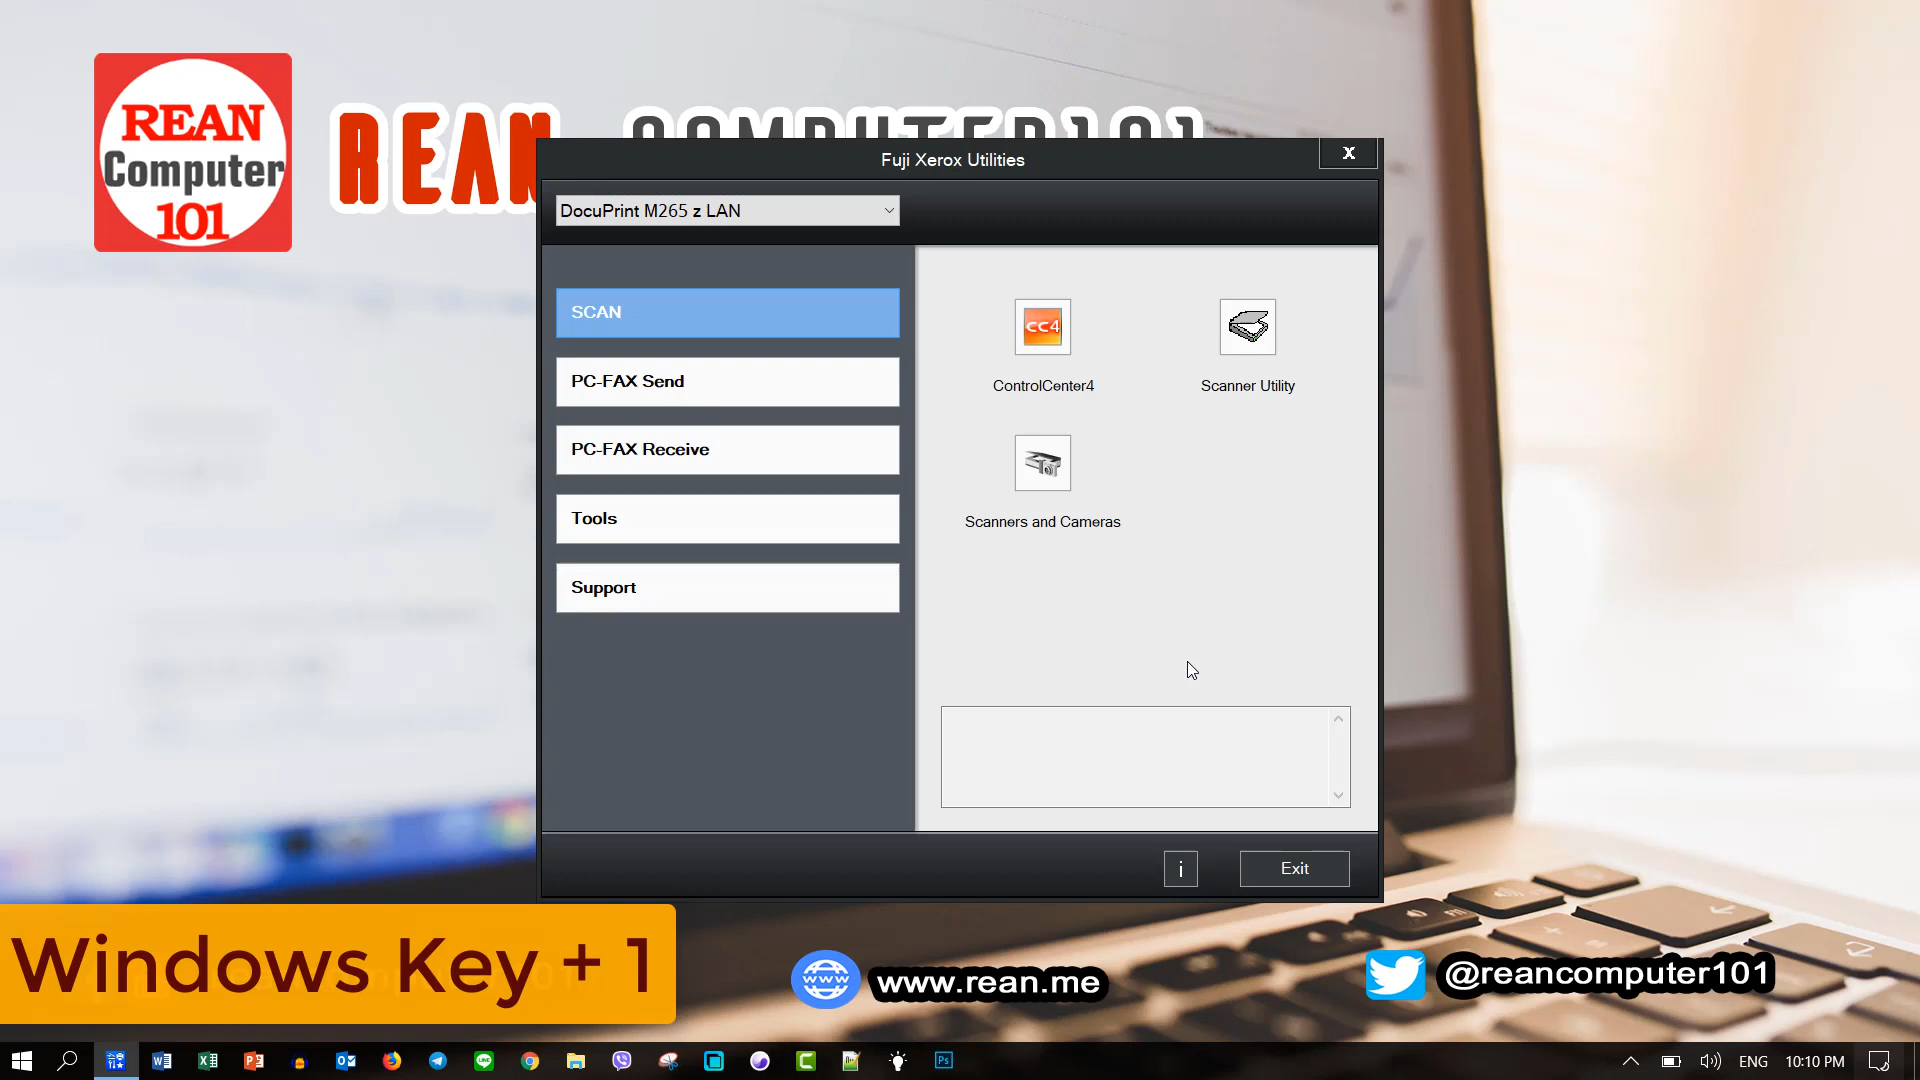 REAN
Computer
101
REAN COMPUTER101
Fuji Xerox Utilities
X
DocuPrint M265 z LAN
SCAN
PC-FAX Send
PC-FAX Receive
Tools
Support
CC4
ControlCenter4
Scanner Utility
Scanners and Cameras
i
Exit
Windows Key + 1
www
www.rean.me
@reancomputer101
ENG
10:10 PM